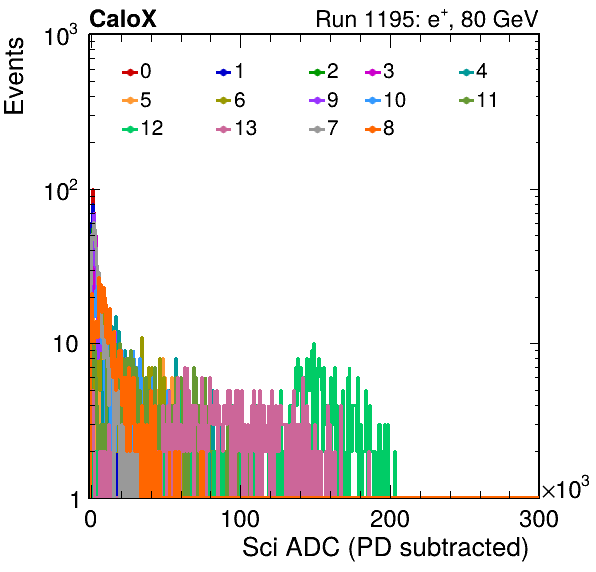 CaloX Run 1195: e⁺, 80 GeV
Events
10³
0 1 2 3 4
5 6 9 10 11
12 13 7 8
10²
10
1
0 100 200 300
×10³
Sci ADC (PD subtracted)